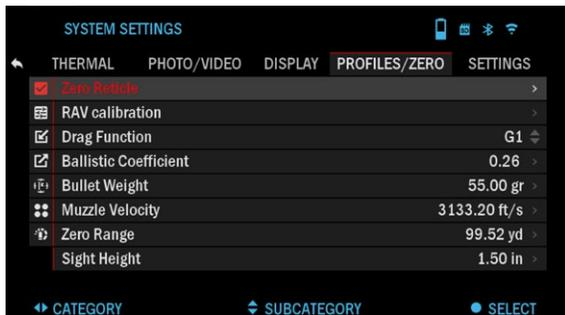 SYSTEM SETTINGS
THERMAL PHOTO/VIDEO DISPLAY PROFILES/ZERO SETTINGS
Zero Reticle
RAV calibration
Drag Function G1
Ballistic Coefficient 0.26
Bullet Weight 55.00 gr
Muzzle Velocity 3133.20 ft/s
Zero Range 99.52 yd
Sight Height 1.50 in
CATEGORY SUBCATEGORY SELECT